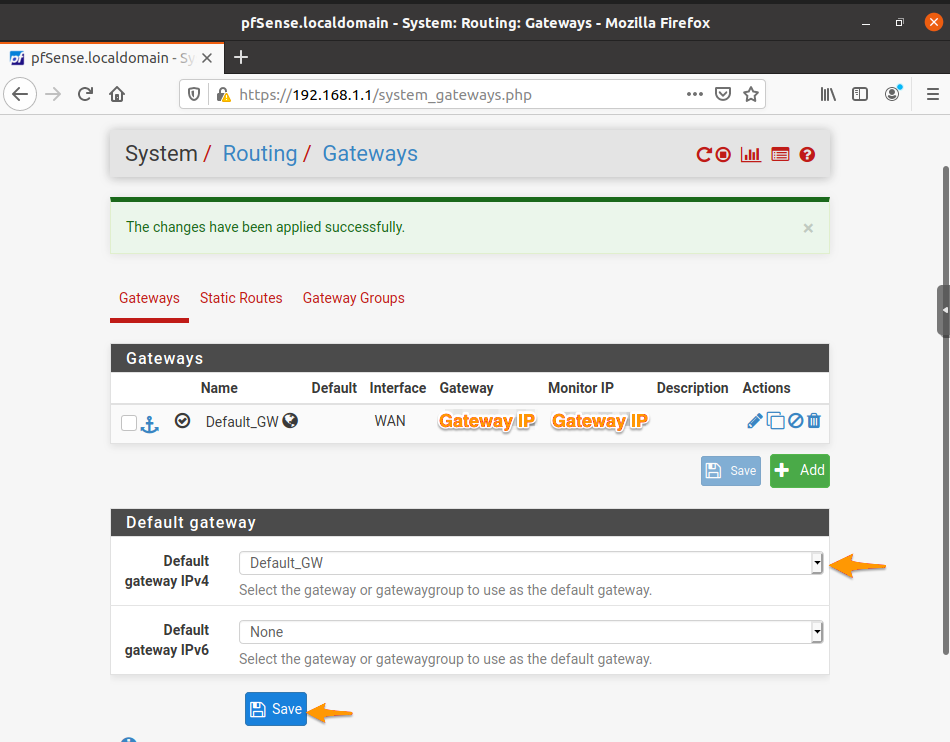 pfSense.localdomain - System: Routing: Gateways - Mozilla Firefox
pf pfSense.localdomain - Sy
https://192.168.1.1/system_gateways.php
System / Routing / Gateways
The changes have been applied successfully.
Gateways Static Routes Gateway Groups
Gateways
Name Default Interface Gateway Monitor IP Description Actions
Default_GW WAN Gateway IP Gateway IP
Save Add
Default gateway
Default gateway IPv4
Default_GW
Select the gateway or gatewaygroup to use as the default gateway.
Default gateway IPv6
None
Select the gateway or gatewaygroup to use as the default gateway.
Save